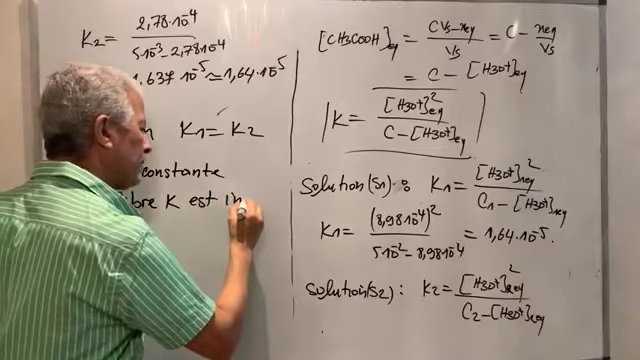 K2 = 2,78·10^-4 / 5·10^-3 - 2,78·10^-4
1,637 10^-5 ≃ 1,64·10^-5
K1 = K2
constante
K est in
[CH3COOH]eq = CVs - neq / Vs = C - neq / Vs
= C - [H3O+]eq
K = [H3O+]²eq / C - [H3O+]eq
Solution (S1) : K1 = [H3O+]²eq / C1 - [H3O+]eq
K1 = (8,98·10^-4)² / 5·10^-2 - 8,98·10^-4 = 1,64·10^-5.
Solution (S2) : K2 = [H3O+]²eq / C2 - [H3O+]eq